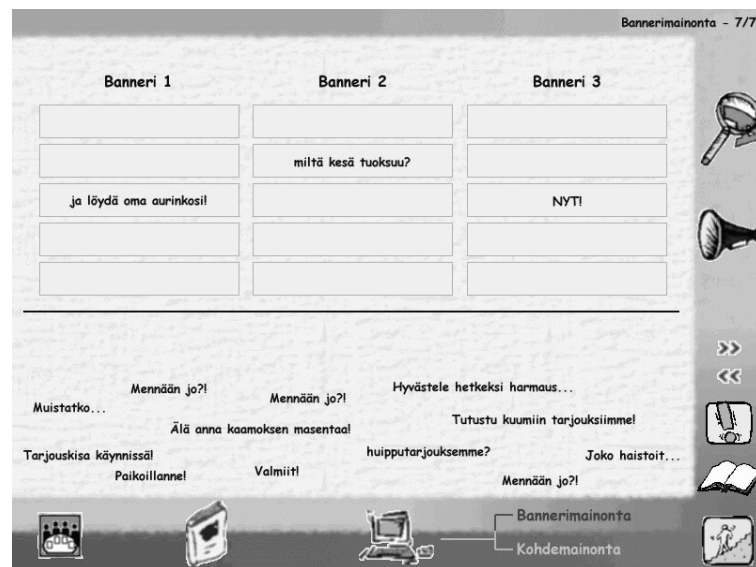 Bannerimainonta - 7/7
Banneri 1
Banneri 2
Banneri 3
miltä kesä tuoksuu?
ja löydä oma aurinkosi!
NYT!
Mennään jo?!
Mennään jo?!
Hyvästele hetkeksi harmaus...
Muistatko...
Älä anna kaamoksen masentaa!
Tutustu kuumiin tarjouksiimme!
Tarjouskisa käynnissä!
Paikoillanne!
Valmiit!
huipputarjouksemme?
Joko haistoit...
Mennään jo?!
Bannerimainonta
Kohdemainonta